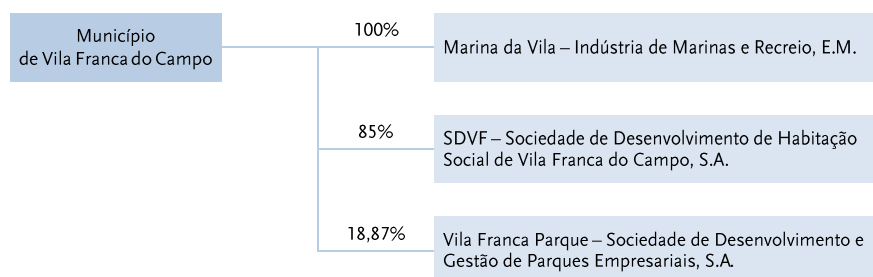 Município
de Vila Franca do Campo
100%
Marina da Vila – Indústria de Marinas e Recreio, E.M.
85%
SDVF – Sociedade de Desenvolvimento de Habitação
Social de Vila Franca do Campo, S.A.
18,87%
Vila Franca Parque – Sociedade de Desenvolvimento e
Gestão de Parques Empresariais, S.A.